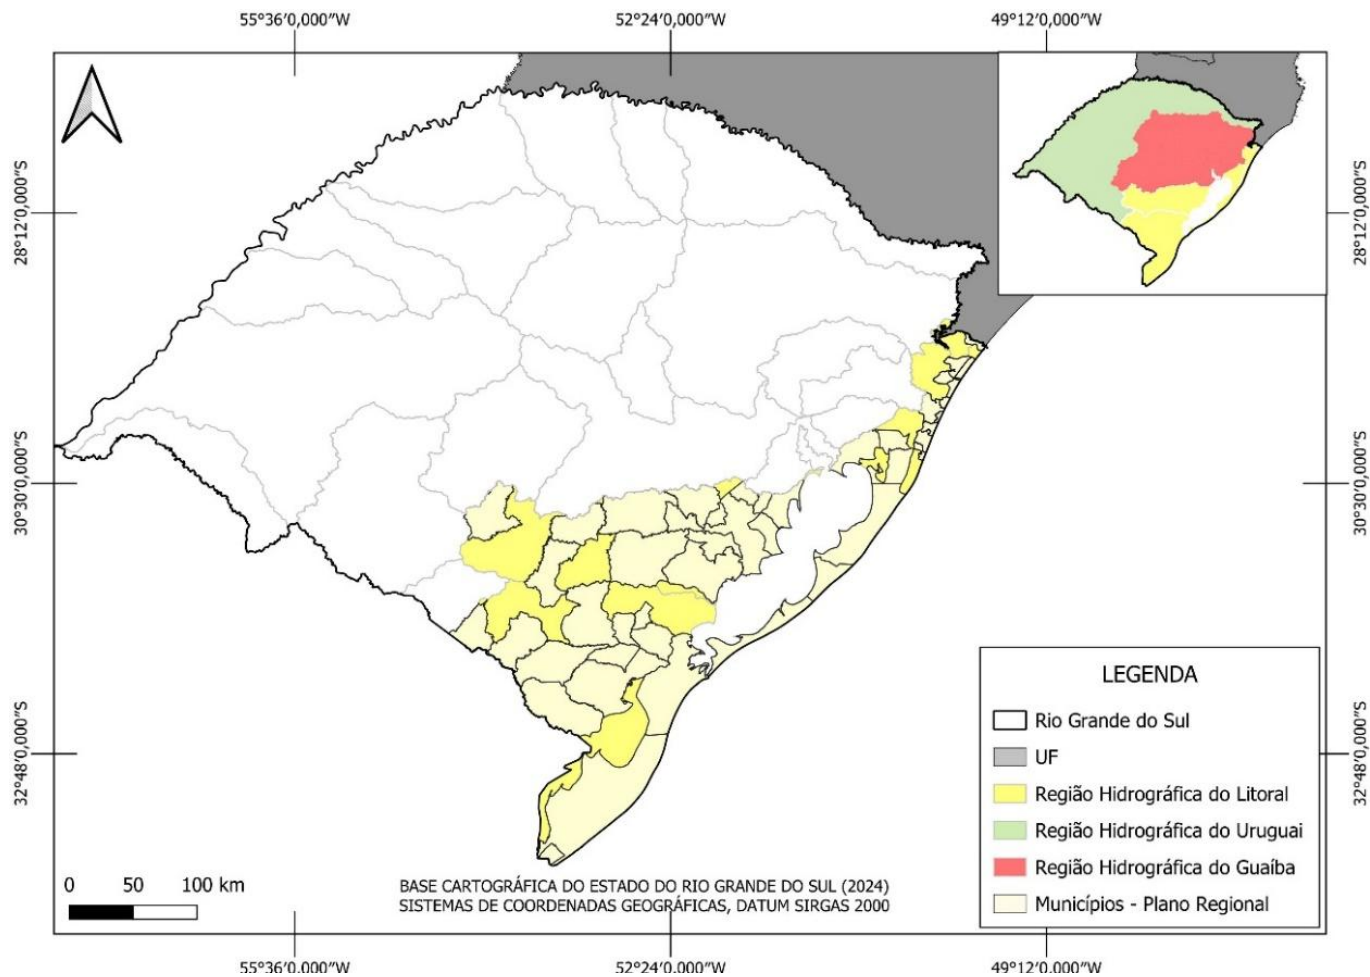 55°36′0,000″W
52°24′0,000″W
49°12′0,000″W
28°12′0,000″S
28°12′0,000″S
30°30′0,000″S
30°30′0,000″S
32°48′0,000″S
32°48′0,000″S
LEGENDA
Rio Grande do Sul
UF
Região Hidrográfica do Litoral
Região Hidrográfica do Uruguai
Região Hidrográfica do Guaíba
Municípios - Plano Regional
0 50 100 km
BASE CARTOGRÁFICA DO ESTADO DO RIO GRANDE DO SUL (2024)
SISTEMAS DE COORDENADAS GEOGRÁFICAS, DATUM SIRGAS 2000
55°36′0,000″W
52°24′0,000″W
49°12′0,000″W